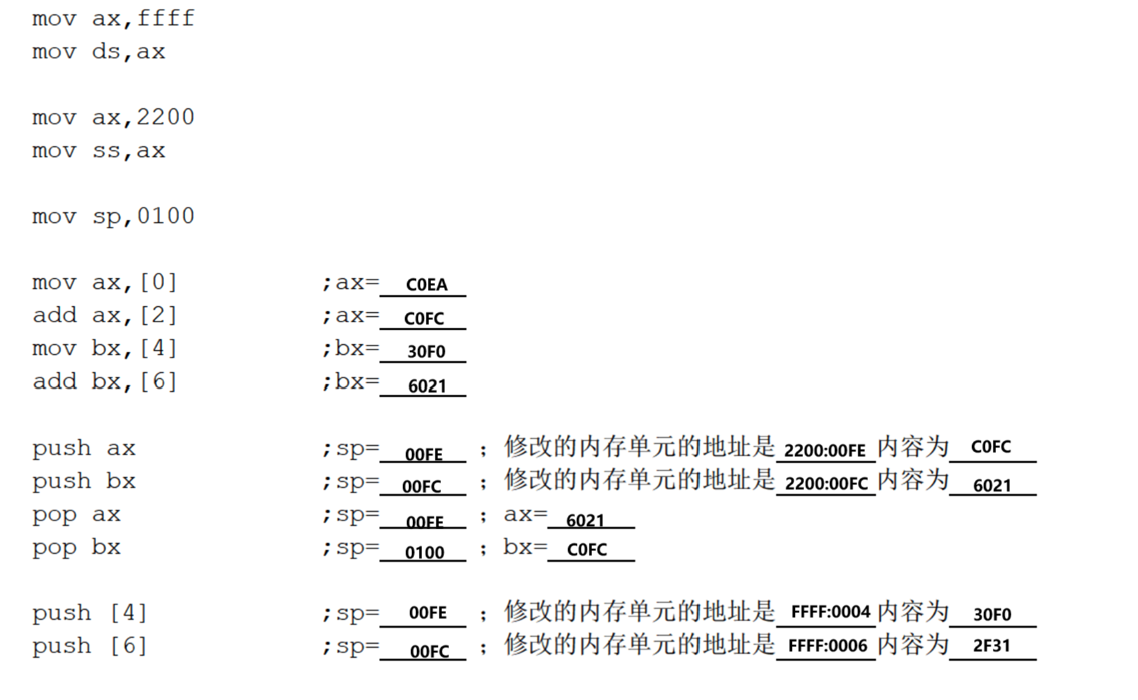 mov ax,ffff
mov ds,ax
mov ax,2200
mov ss,ax
mov sp,0100
mov ax,[0] ;ax= C0EA
add ax,[2] ;ax= C0FC
mov bx,[4] ;bx= 30F0
add bx,[6] ;bx= 6021
push ax ;sp= 00FE ；修改的内存单元的地址是 2200:00FE 内容为 C0FC
push bx ;sp= 00FC ；修改的内存单元的地址是 2200:00FC 内容为 6021
pop ax ;sp= 00FE ；ax= 6021
pop bx ;sp= 0100 ；bx= C0FC
push [4] ;sp= 00FE ；修改的内存单元的地址是 FFFF:0004 内容为 30F0
push [6] ;sp= 00FC ；修改的内存单元的地址是 FFFF:0006 内容为 2F31